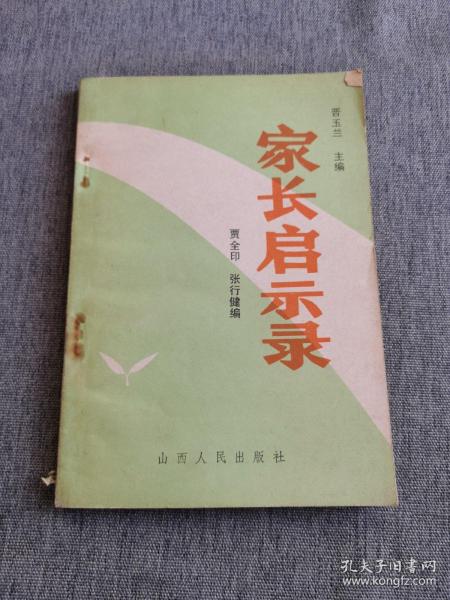 晋玉兰 主编
家长启示录
贾全印 张行健编
山西人民出版社
孔夫子旧书网
www.kongfz.com